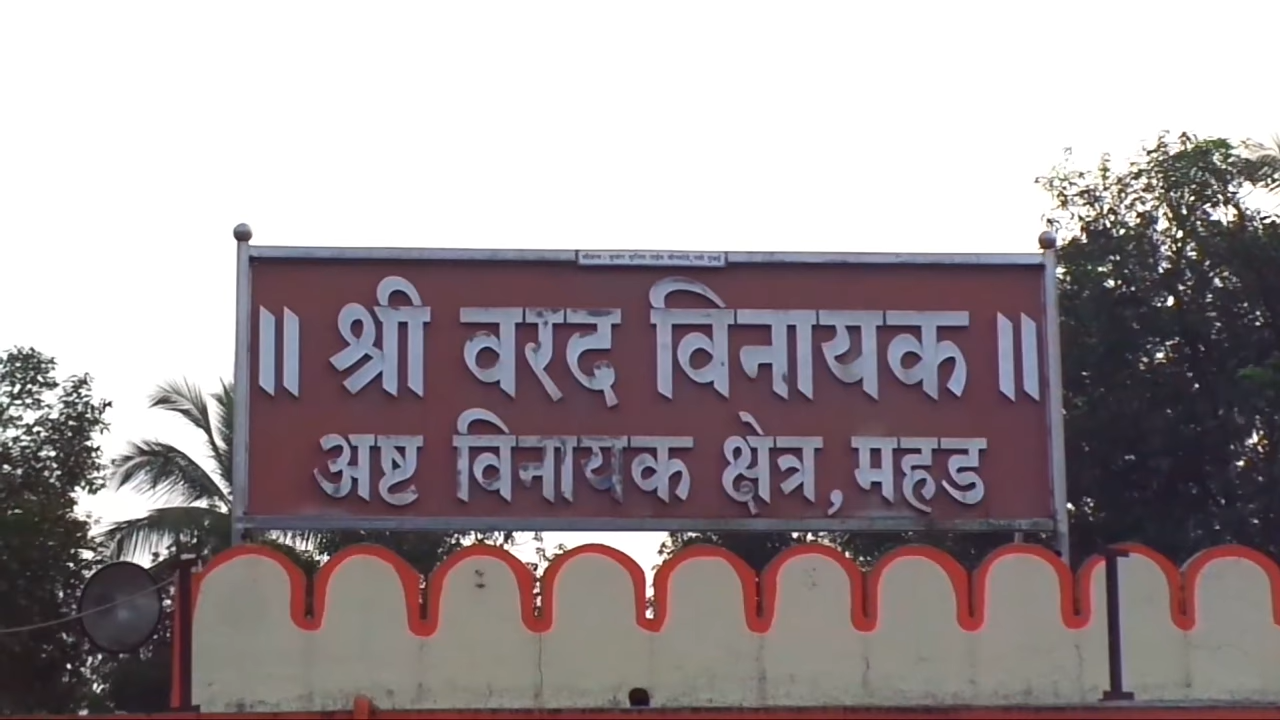 ॥ श्री वरद विनायक ॥
अष्ट विनायक क्षेत्र, महड